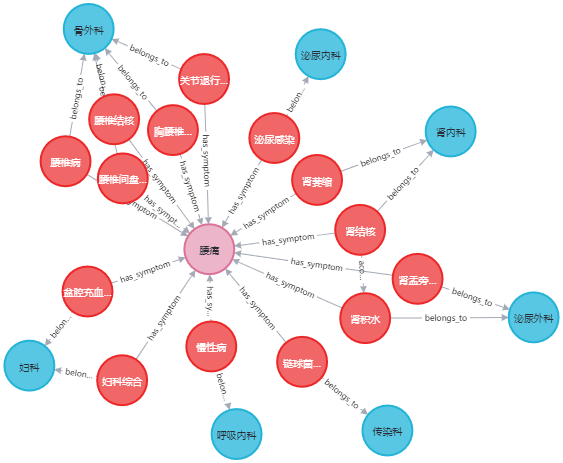 骨外科
belongs_to
关节退行...
泌尿内科
belongs_to
belongs_to
belon...
腰椎结核
胸腰椎...
泌尿感染
肾内科
belongs_to
has_symptom
腰椎病
腰椎间盘...
has_symptom
has_symptom
has_symptom
肾萎缩
belongs_to
has_sympt...
has_symptom
肾结核
腰痛
has_symptom
has_symptom
has_symptom
aco...
肾盂旁...
盆腔充血...
has_symptom
belongs_to
has_sy...
has_symptom
has_symptom
肾积水
belongs_to
泌尿外科
belon...
妇科
belon...
妇科综合
慢性病
链球菌...
belon...
belongs_to
呼吸内科
传染科